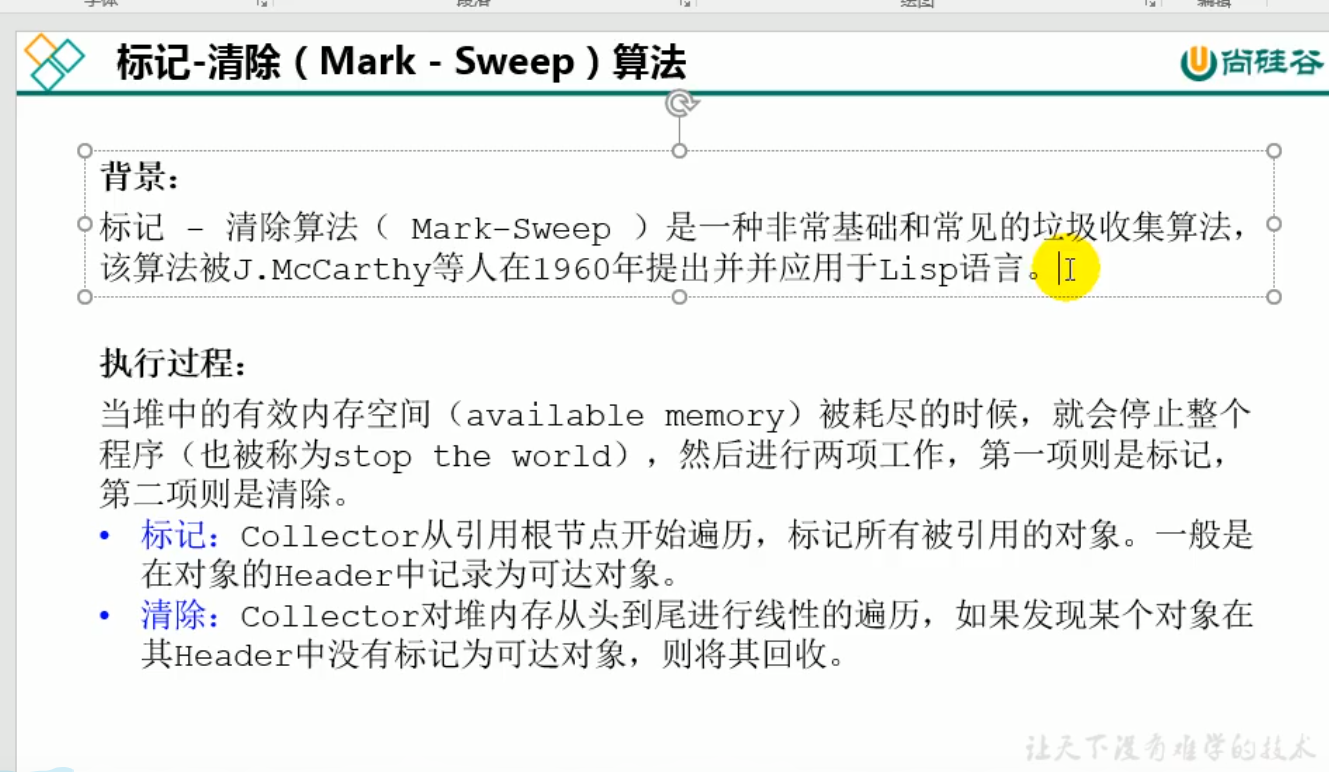 字体 段落 绘图 编辑
标记-清除（Mark - Sweep）算法
尚硅谷
背景：
标记 - 清除算法（ Mark-Sweep ）是一种非常基础和常见的垃圾收集算法，
该算法被J.McCarthy等人在1960年提出并并应用于Lisp语言。
执行过程：
当堆中的有效内存空间（available memory）被耗尽的时候，就会停止整个
程序（也被称为stop the world），然后进行两项工作，第一项则是标记，
第二项则是清除。
• 标记：Collector从引用根节点开始遍历，标记所有被引用的对象。一般是
在对象的Header中记录为可达对象。
• 清除：Collector对堆内存从头到尾进行线性的遍历，如果发现某个对象在
其Header中没有标记为可达对象，则将其回收。
让天下没有难学的技术